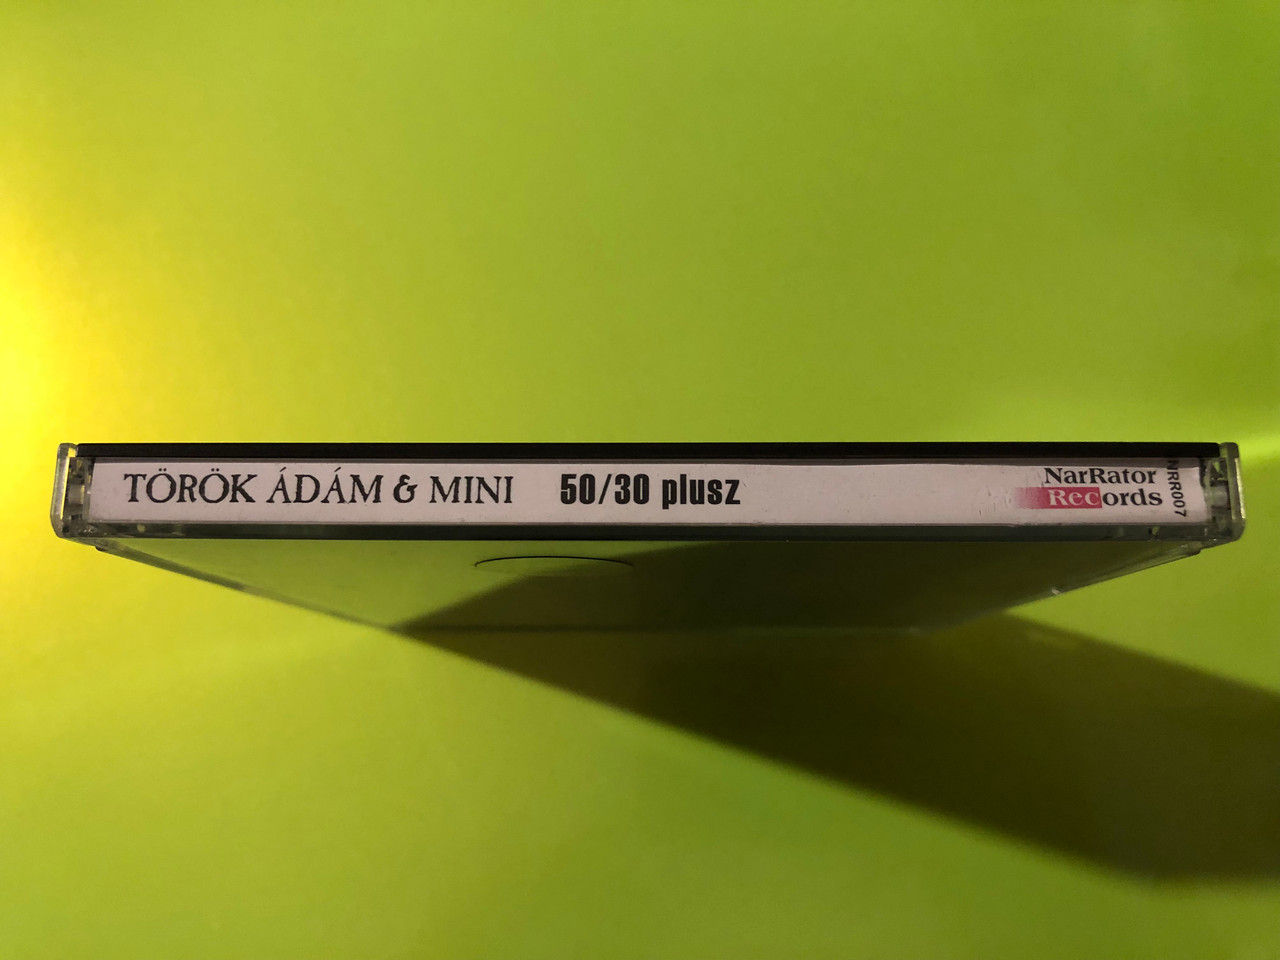 TÖRÖK ÁDÁM & MINI 50/30 plusz
NarRator
Records
NRR007